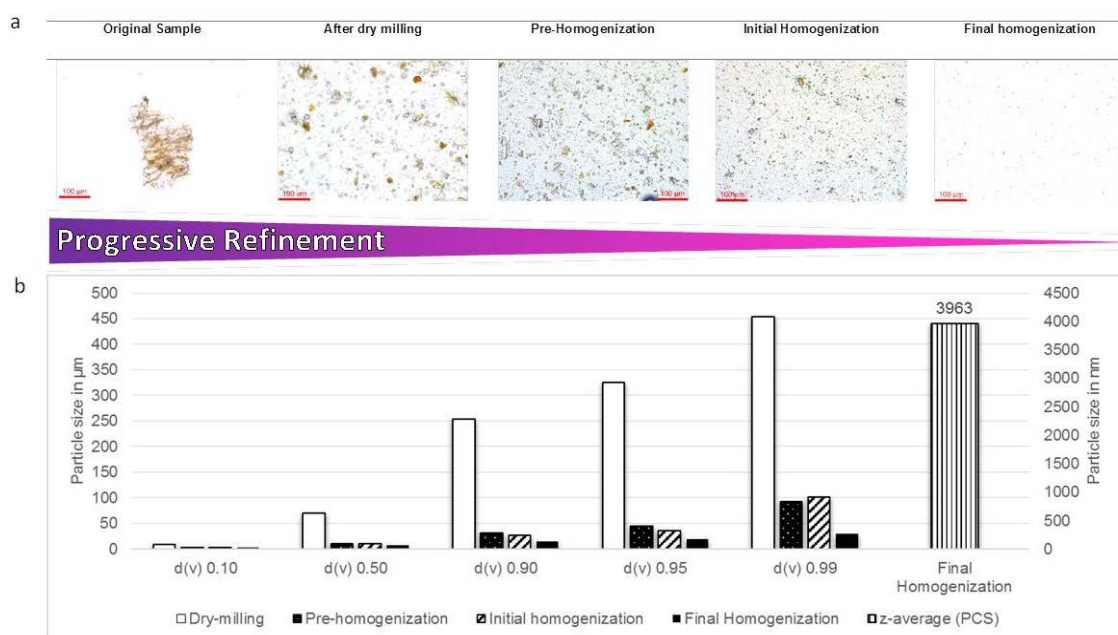 a
Original Sample
After dry milling
Pre-Homogenization
Initial Homogenization
Final homogenization
100 µm
100 µm
100 µm
100 µm
100 µm
Progressive Refinement
b
500
450
400
350
300
250
200
150
100
50
0
Particle size in µm
4500
4000
3500
3000
2500
2000
1500
1000
500
0
Particle size in nm
3963
d(v) 0.10
d(v) 0.50
d(v) 0.90
d(v) 0.95
d(v) 0.99
Final
Homogenization
Dry-milling
Pre-homogenization
Initial homogenization
Final Homogenization
z-average (PCS)